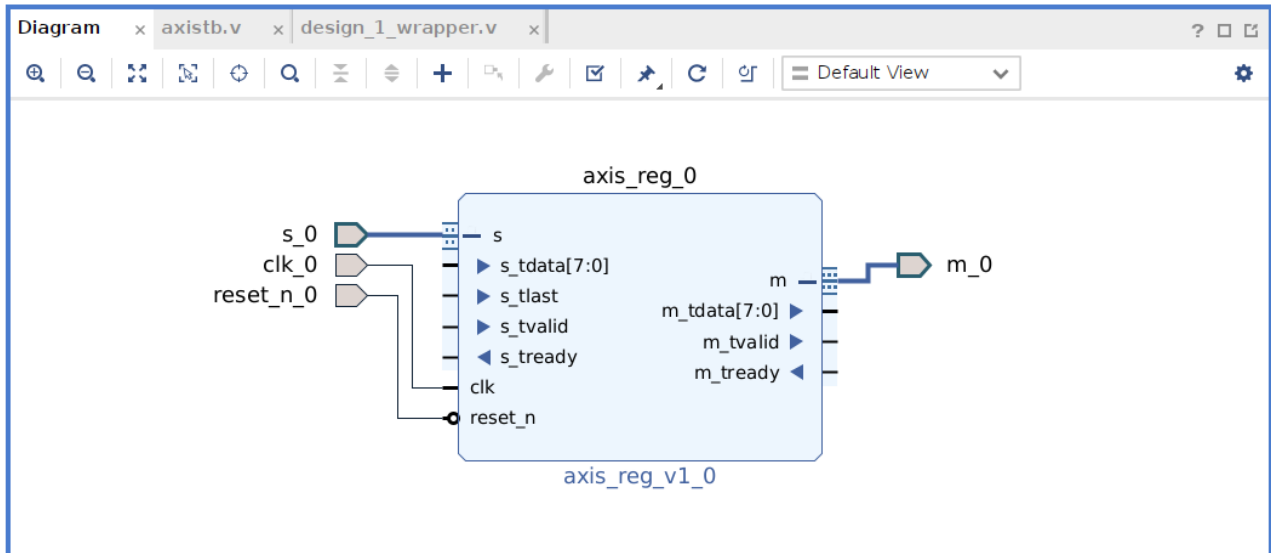 Diagram × axistb.v × design_1_wrapper.v ×
?
Default View
axis_reg_0
s_0
clk_0
reset_n_0
s
s_tdata[7:0]
s_tlast
s_tvalid
s_tready
clk
reset_n
m
m_tdata[7:0]
m_tvalid
m_tready
m_0
axis_reg_v1_0